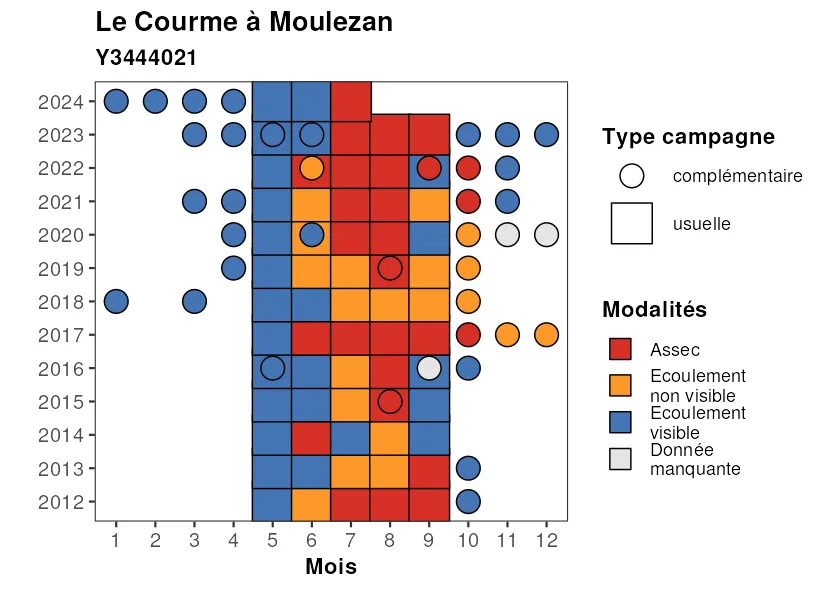 Le Courme à Moulezan
Y3444021
2024
2023
2022
2021
2020
2019
2018
2017
2016
2015
2014
2013
2012
1 2 3 4 5 6 7 8 9 10 11 12
Mois
Type campagne
complémentaire
usuelle
Modalités
Assec
Ecoulement
non visible
Ecoulement
visible
Donnée
manquante